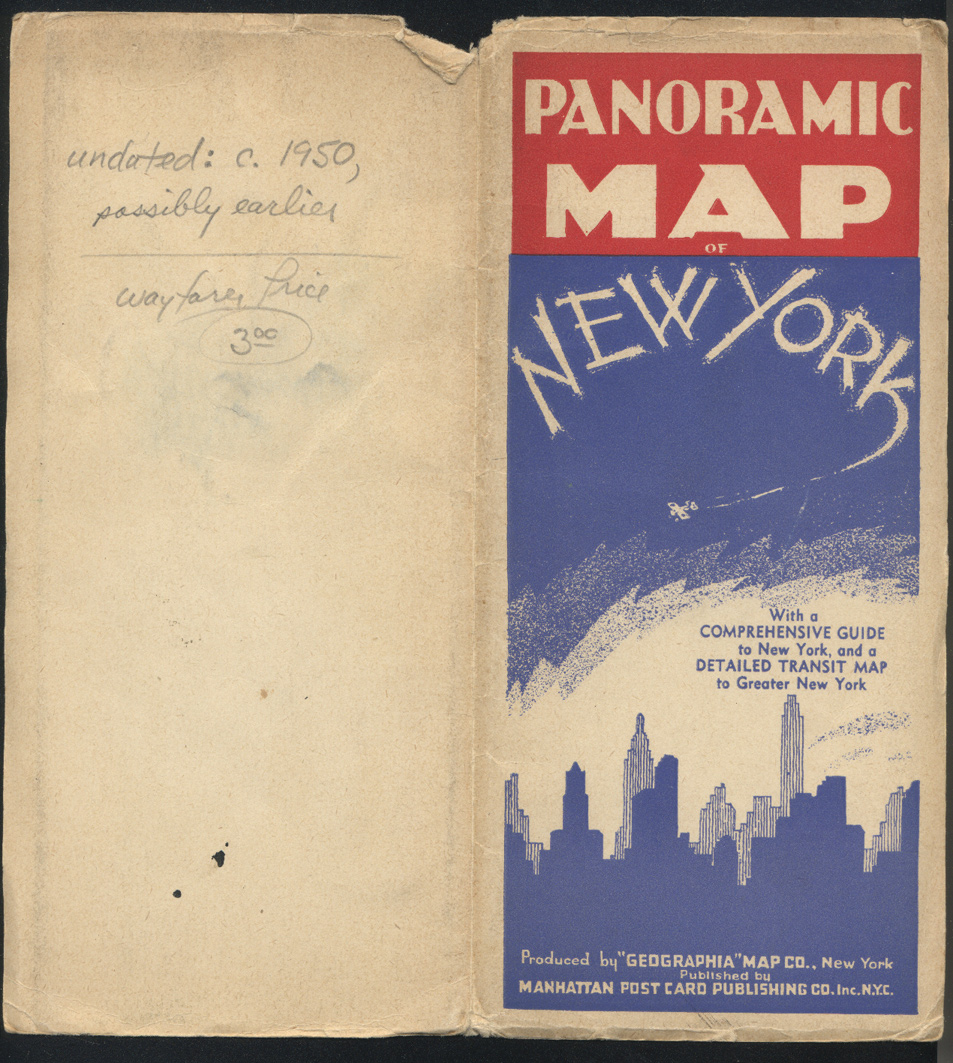 undated: c. 1950,
possibly earlier
wayfarer price
3.00
PANORAMIC
MAP
OF
NEW YORK
With a
COMPREHENSIVE GUIDE
to New York, and a
DETAILED TRANSIT MAP
to Greater New York
Produced by "GEOGRAPHIA" MAP CO., New York
Published by
MANHATTAN POST CARD PUBLISHING CO. Inc. N.Y.C.